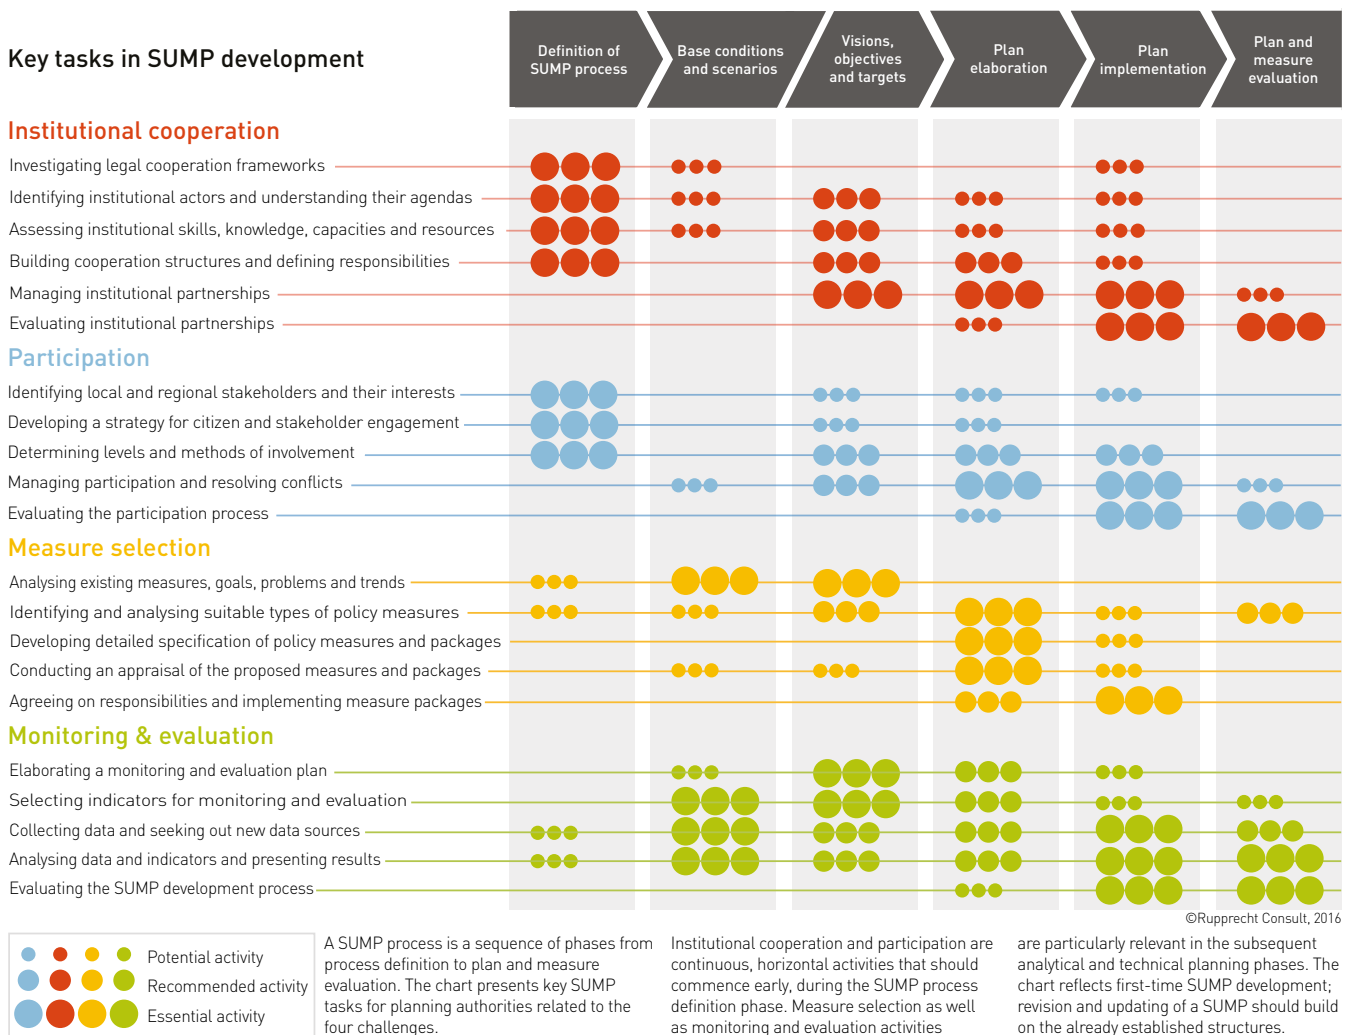 Key tasks in SUMP development
Definition of
SUMP process
Base conditions
and scenarios
Visions,
objectives
and targets
Plan
elaboration
Plan
implementation
Plan and
measure
evaluation
Institutional cooperation
Investigating legal cooperation frameworks
Identifying institutional actors and understanding their agendas
Assessing institutional skills, knowledge, capacities and resources
Building cooperation structures and defining responsibilities
Managing institutional partnerships
Evaluating institutional partnerships
Participation
Identifying local and regional stakeholders and their interests
Developing a strategy for citizen and stakeholder engagement
Determining levels and methods of involvement
Managing participation and resolving conflicts
Evaluating the participation process
Measure selection
Analysing existing measures, goals, problems and trends
Identifying and analysing suitable types of policy measures
Developing detailed specification of policy measures and packages
Conducting an appraisal of the proposed measures and packages
Agreeing on responsibilities and implementing measure packages
Monitoring & evaluation
Elaborating a monitoring and evaluation plan
Selecting indicators for monitoring and evaluation
Collecting data and seeking out new data sources
Analysing data and indicators and presenting results
Evaluating the SUMP development process
©Rupprecht Consult, 2016
Potential activity
Recommended activity
Essential activity
A SUMP process is a sequence of phases from
process definition to plan and measure
evaluation. The chart presents key SUMP
tasks for planning authorities related to the
four challenges.
Institutional cooperation and participation are
continuous, horizontal activities that should
commence early, during the SUMP process
definition phase. Measure selection as well
as monitoring and evaluation activities
are particularly relevant in the subsequent
analytical and technical planning phases. The
chart reflects first-time SUMP development;
revision and updating of a SUMP should build
on the already established structures.